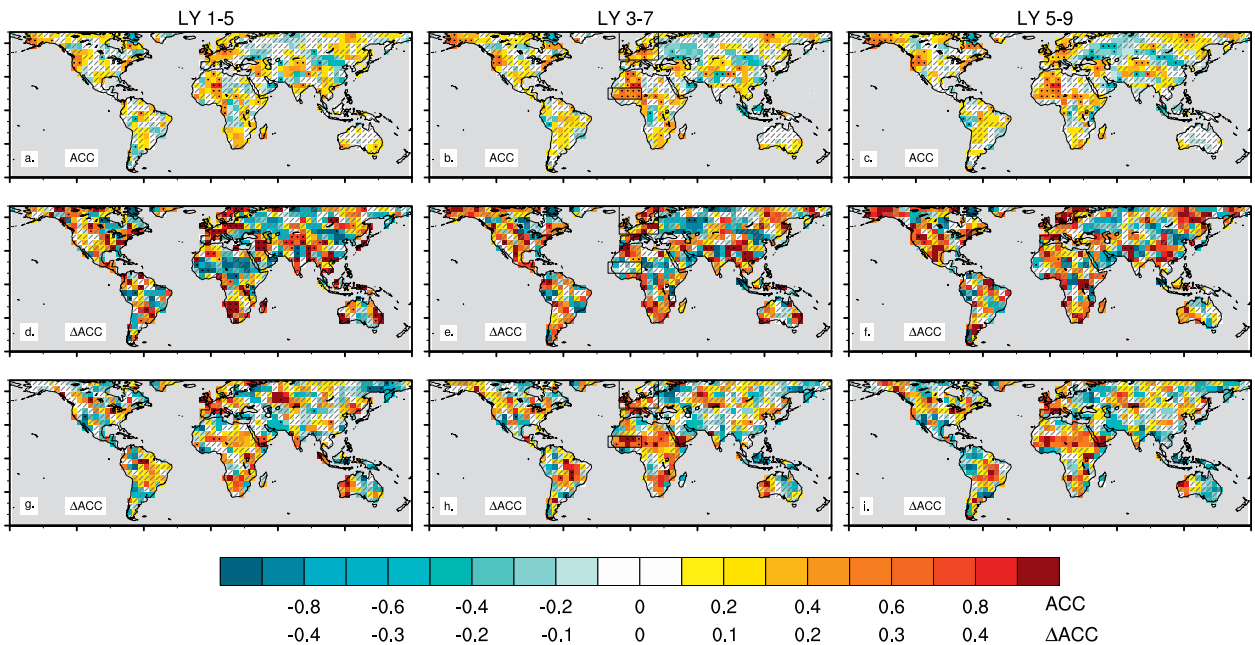 LY 1-5 LY 3-7 LY 5-9
a. ACC b. ACC c. ACC
d. ΔACC e. ΔACC f. ΔACC
g. ΔACC h. ΔACC i. ΔACC
-0.8 -0.6 -0.4 -0.2 0 0.2 0.4 0.6 0.8 ACC
-0.4 -0.3 -0.2 -0.1 0 0.1 0.2 0.3 0.4 ΔACC